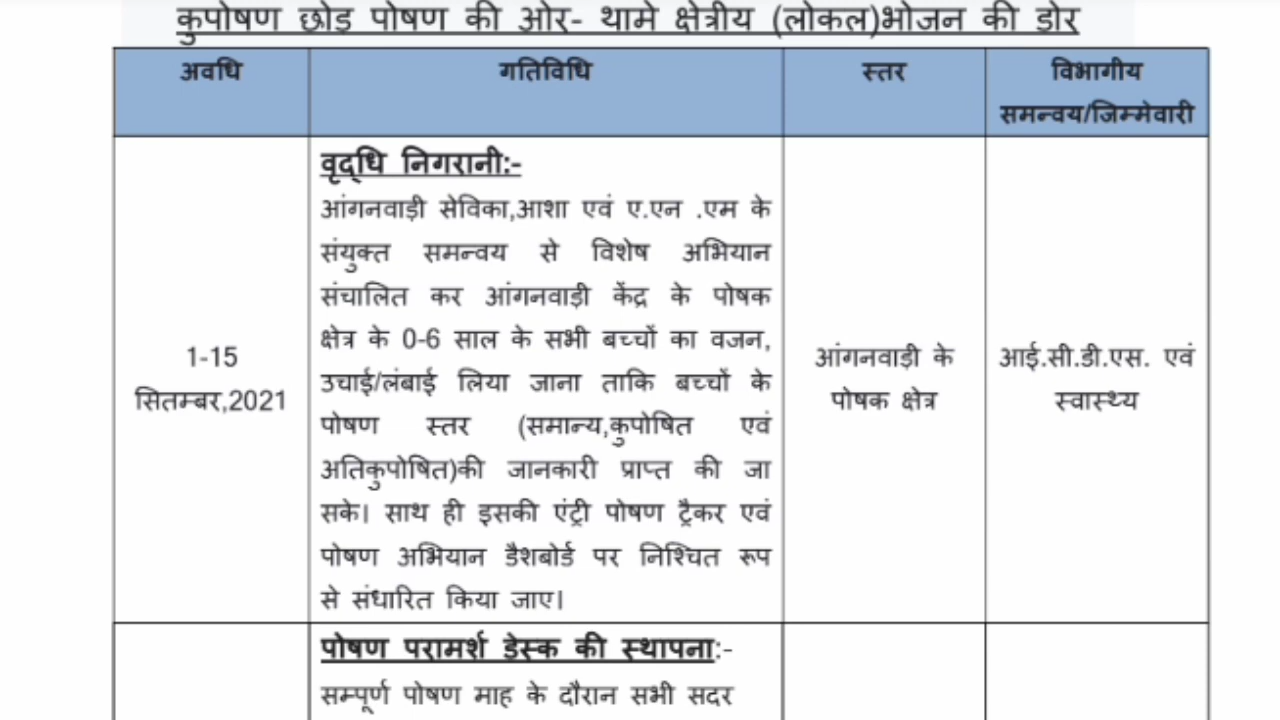 कुपोषण छोड पोषण की ओर- थामे क्षेत्रीय (लोकल)भोजन की डोर
अवधि
गतिविधि
स्तर
विभागीय
समन्वय/जिम्मेवारी
1-15
सितम्बर,2021
वृद्धि निगरानी:-
आंगनवाड़ी सेविका,आशा एवं ए.एन .एम के
संयुक्त समन्वय से विशेष अभियान
संचालित कर आंगनवाड़ी केंद्र के पोषक
क्षेत्र के 0-6 साल के सभी बच्चों का वजन,
उचाई/लंबाई लिया जाना ताकि बच्चों के
पोषण स्तर (समान्य,कुपोषित एवं
अतिकुपोषित)की जानकारी प्राप्त की जा
सके। साथ ही इसकी एंट्री पोषण ट्रैकर एवं
पोषण अभियान डैशबोर्ड पर निश्चित रूप
से संधारित किया जाए।
आंगनवाड़ी के
पोषक क्षेत्र
आई.सी.डी.एस. एवं
स्वास्थ्य
पोषण परामर्श डेस्क की स्थापना:-
सम्पूर्ण पोषण माह के दौरान सभी सदर